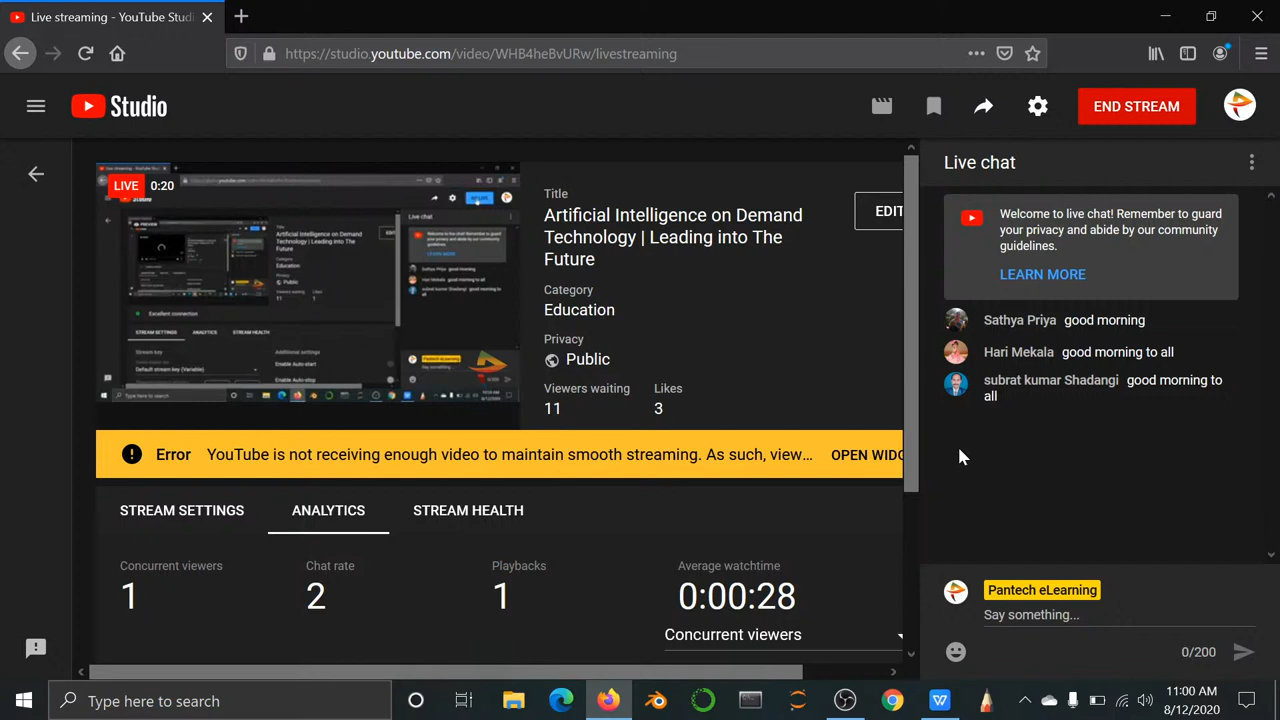 Live streaming - YouTube Studi
https://studio.youtube.com/video/WHB4heBvURw/livestreaming
Studio
END STREAM
LIVE 0:20
Title
Artificial Intelligence on Demand
Technology | Leading into The
Future
EDIT
Category
Education
Privacy
Public
Viewers waiting Likes
11 3
Error YouTube is not receiving enough video to maintain smooth streaming. As such, view...
STREAM SETTINGS ANALYTICS STREAM HEALTH
Concurrent viewers Chat rate Playbacks Average watchtime
1 2 1 0:00:28
Concurrent viewers
Live chat
Welcome to live chat! Remember to guard
your privacy and abide by our community
guidelines.
LEARN MORE
Sathya Priya good morning
Hari Mekala good morning to all
subrat kumar Shadangi good morning to
all
Pantech eLearning
Say something...
0/200
Type here to search
11:00 AM
8/12/2020